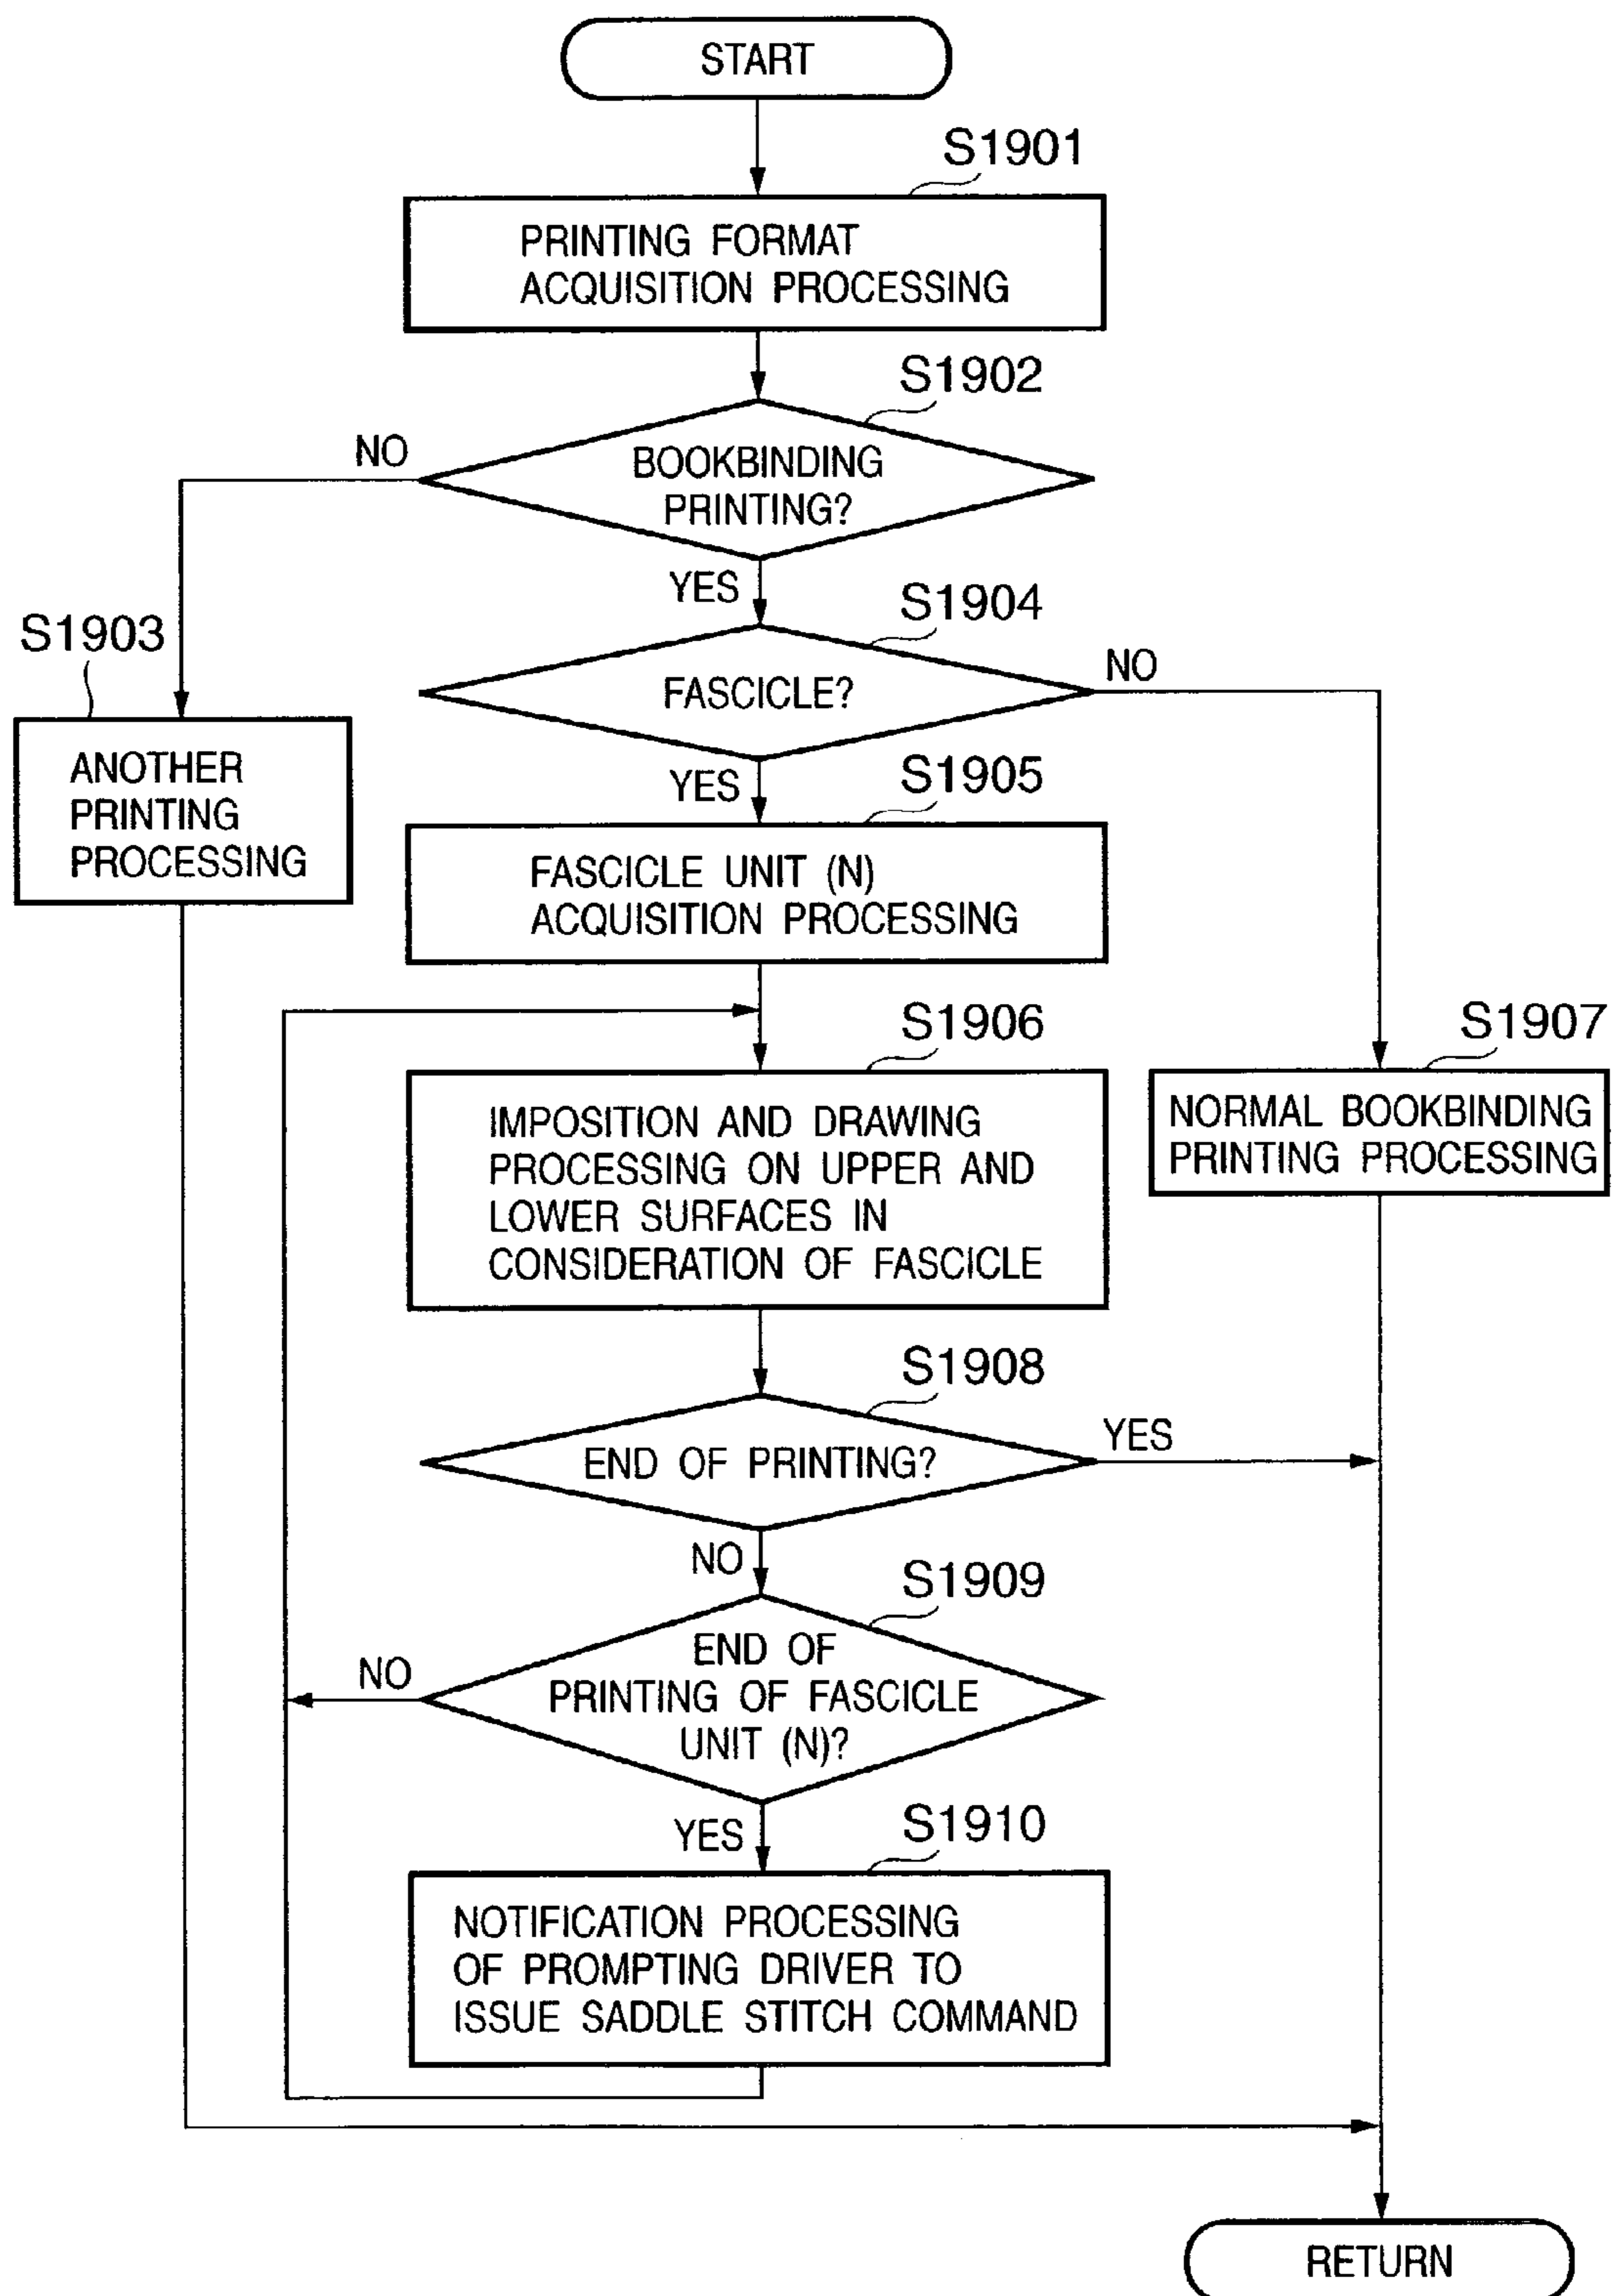 START
S1901
PRINTING FORMAT
ACQUISITION PROCESSING
S1902
NO
BOOKBINDING
PRINTING?
YES
S1904
S1903
NO
FASCICLE?
ANOTHER
PRINTING
PROCESSING
YES
S1905
FASCICLE UNIT (N)
ACQUISITION PROCESSING
S1906
S1907
IMPOSITION AND DRAWING
PROCESSING ON UPPER AND
LOWER SURFACES IN
CONSIDERATION OF FASCICLE
NORMAL BOOKBINDING
PRINTING PROCESSING
S1908
YES
END OF PRINTING?
NO
S1909
END OF
PRINTING OF FASCICLE
UNIT (N)?
NO
YES
S1910
NOTIFICATION PROCESSING
OF PROMPTING DRIVER TO
ISSUE SADDLE STITCH COMMAND
RETURN